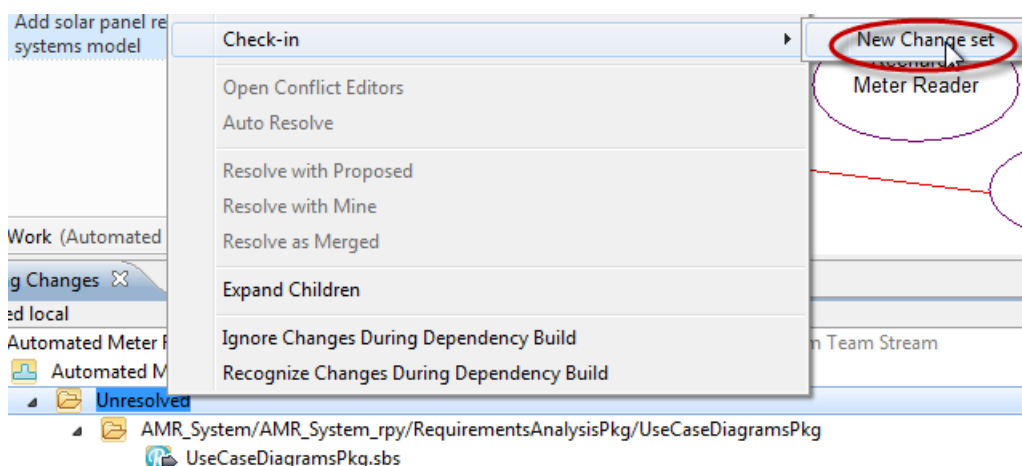 Add solar panel re
systems model
Check-in
New Change set
Meter Reader
Open Conflict Editors
Auto Resolve
Resolve with Proposed
Resolve with Mine
Resolve as Merged
Work (Automated
g Changes
Expand Children
ed local
Ignore Changes During Dependency Build
Automated Meter R
m Team Stream
Automated M
Recognize Changes During Dependency Build
Unresolved
AMR_System/AMR_System_rpy/RequirementsAnalysisPkg/UseCaseDiagramsPkg
UseCaseDiagramsPkg.sbs